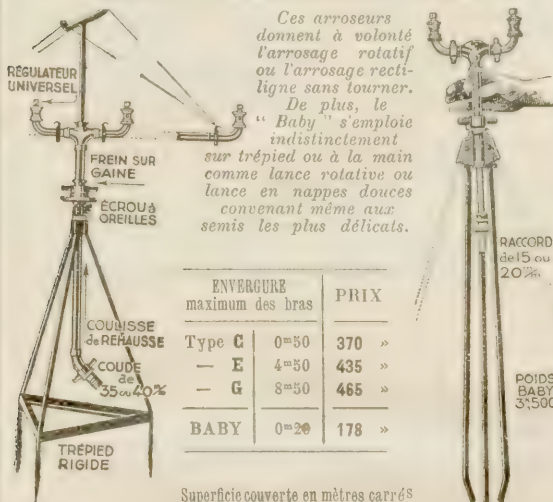 Ces arroseurs
donnent à volonté
l'arrosage rotatif
ou l'arrosage recti-
ligne sans tourner.
De plus, le
" Baby " s'emploie
indistinctement
sur trépied ou à la main
comme lance rotative ou
lance en nappes douces
convenant même aux
semis les plus délicats.
RÉGULATEUR
UNIVERSEL
FREIN SUR
GAINE
ÉCROU à
OREILLES
COULISSE
de REHAUSSE
COUDE
de
35 ou 40%
TRÉPIED
RIGIDE
ENVERGURE
maximum des bras
PRIX
Type C 0m50 370 »
— E 4m50 435 »
— G 8m50 465 »
BABY 0m20 178 »
RACCORD
de 15 ou
20%
POIDS
BABY
3k,500
Superficie couverte en mètres carrés